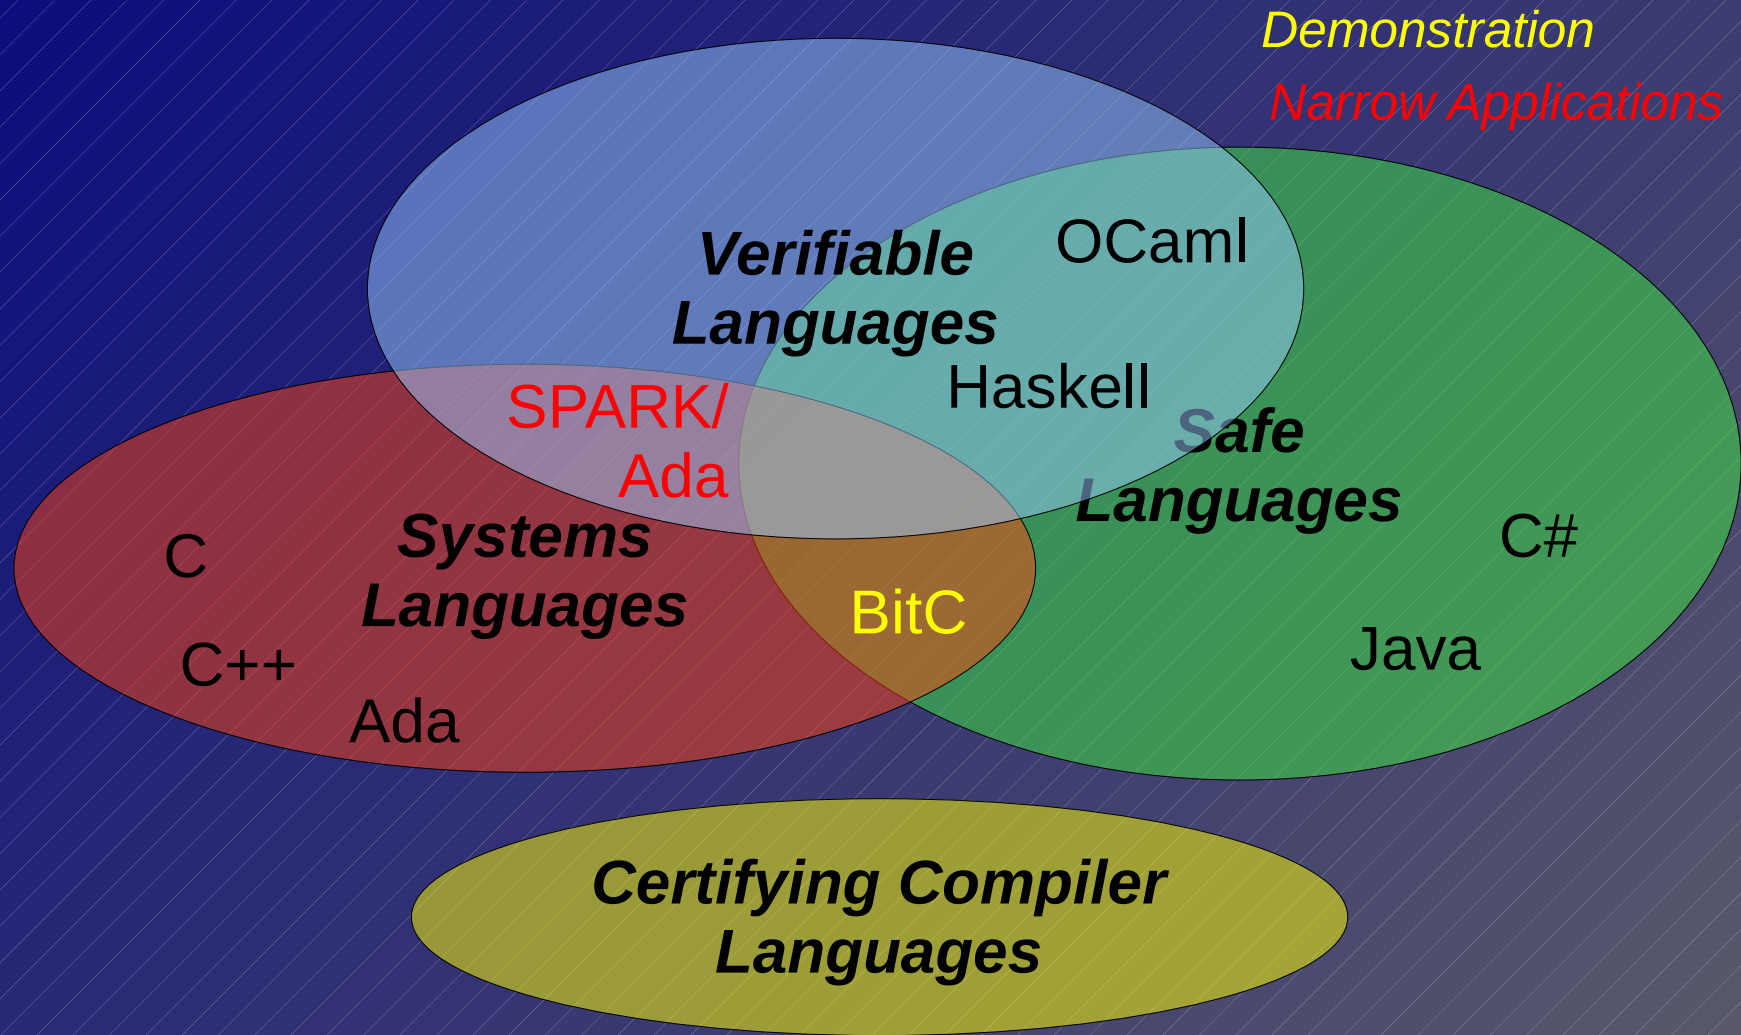 Demonstration
Narrow Applications
Verifiable
Languages
OCaml
Haskell
SPARK/
Ada
Safe
Languages
Systems
Languages
C
C++
Ada
BitC
C#
Java
Certifying Compiler
Languages